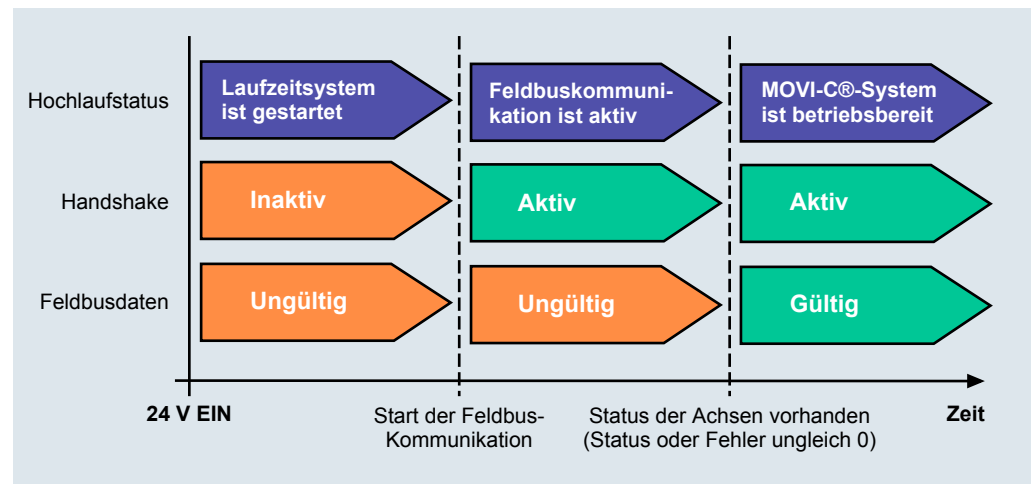 Hochlaufstatus
Laufzeitsystem
ist gestartet
Feldbuskommuni-
kation ist aktiv
MOVI-C®-System
ist betriebsbereit
Handshake
Inaktiv
Aktiv
Aktiv
Feldbusdaten
Ungültig
Ungültig
Gültig
24 V EIN
Start der Feldbus-
Kommunikation
Status der Achsen vorhanden
(Status oder Fehler ungleich 0)
Zeit